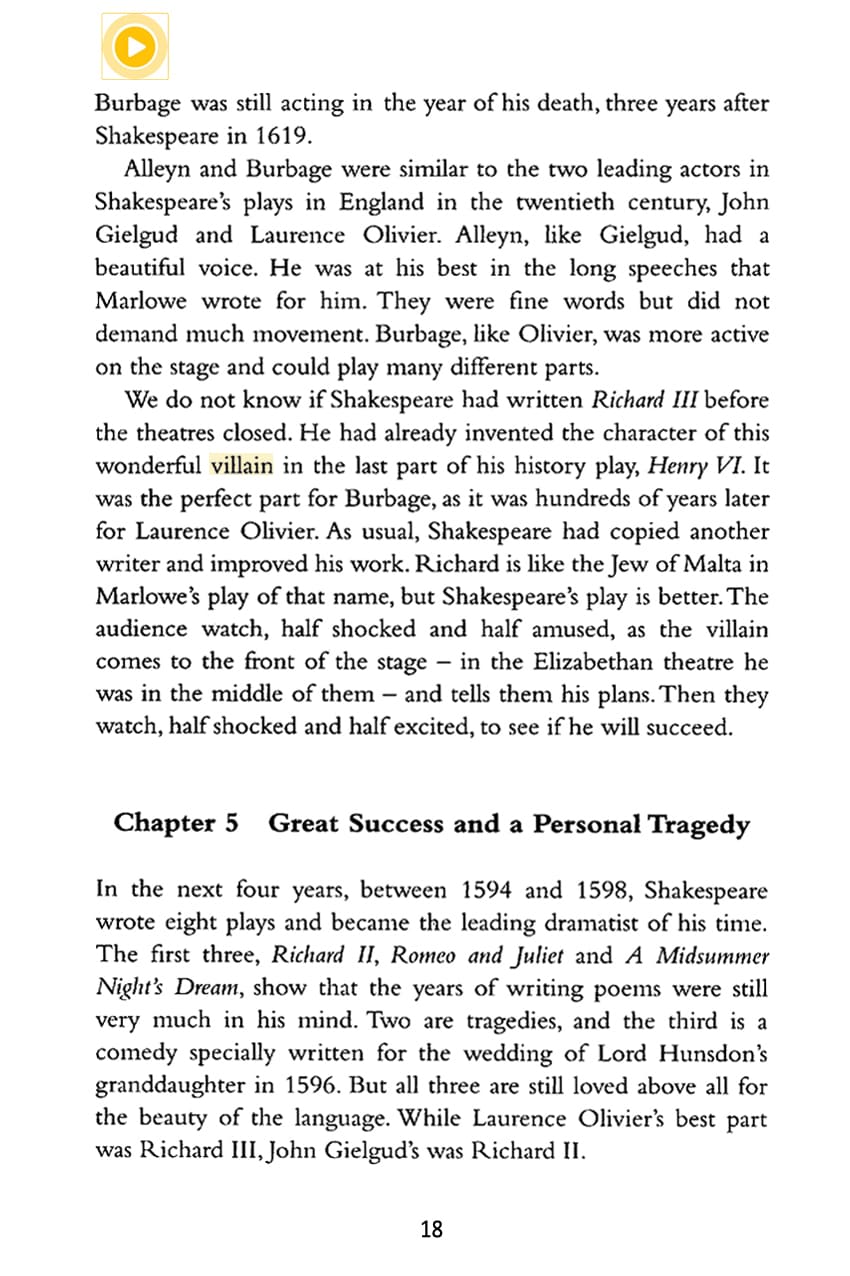 Burbage was still acting in the year of his death, three years after
Shakespeare in 1619.
Alleyn and Burbage were similar to the two leading actors in
Shakespeare's plays in England in the twentieth century, John
Gielgud and Laurence Olivier. Alleyn, like Gielgud, had a
beautiful voice. He was at his best in the long speeches that
Marlowe wrote for him. They were fine words but did not
demand much movement. Burbage, like Olivier, was more active
on the stage and could play many different parts.
We do not know if Shakespeare had written Richard III before
the theatres closed. He had already invented the character of this
wonderful villain in the last part of his history play, Henry VI. It
was the perfect part for Burbage, as it was hundreds of years later
for Laurence Olivier. As usual, Shakespeare had copied another
writer and improved his work. Richard is like the Jew of Malta in
Marlowe's play of that name, but Shakespeare's play is better. The
audience watch, half shocked and half amused, as the villain
comes to the front of the stage – in the Elizabethan theatre he
was in the middle of them – and tells them his plans. Then they
watch, half shocked and half excited, to see if he will succeed.
Chapter 5 Great Success and a Personal Tragedy
In the next four years, between 1594 and 1598, Shakespeare
wrote eight plays and became the leading dramatist of his time.
The first three, Richard II, Romeo and Juliet and A Midsummer
Night's Dream, show that the years of writing poems were still
very much in his mind. Two are tragedies, and the third is a
comedy specially written for the wedding of Lord Hunsdon's
granddaughter in 1596. But all three are still loved above all for
the beauty of the language. While Laurence Olivier's best part
was Richard III, John Gielgud's was Richard II.
18